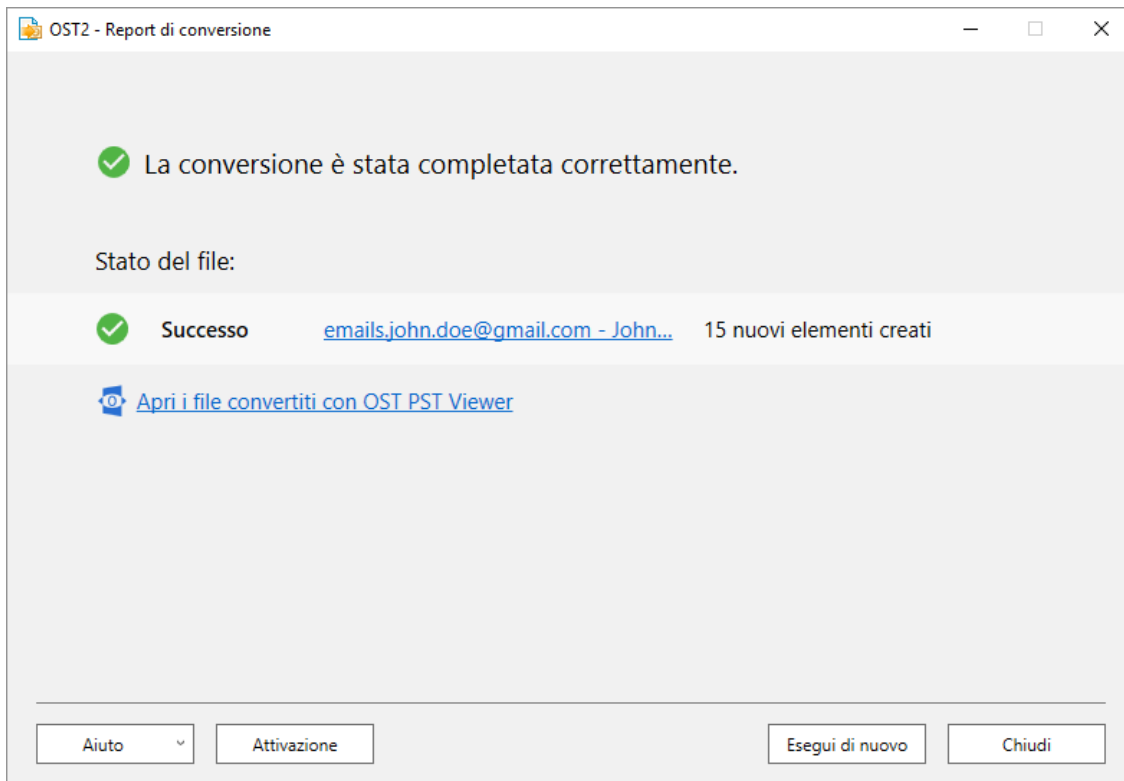 OST2 - Report di conversione
La conversione è stata completata correttamente.
Stato del file:
Successo emails.john.doe@gmail.com - John... 15 nuovi elementi creati
Apri i file convertiti con OST PST Viewer
Aiuto Attivazione Esegui di nuovo Chiudi